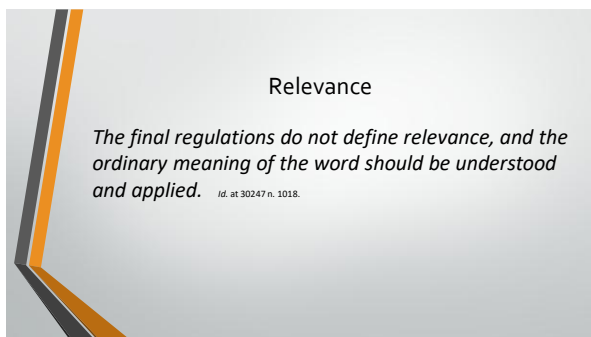 Relevance
The final regulations do not define relevance, and the
ordinary meaning of the word should be understood
and applied. Id. at 30247 n. 1018.